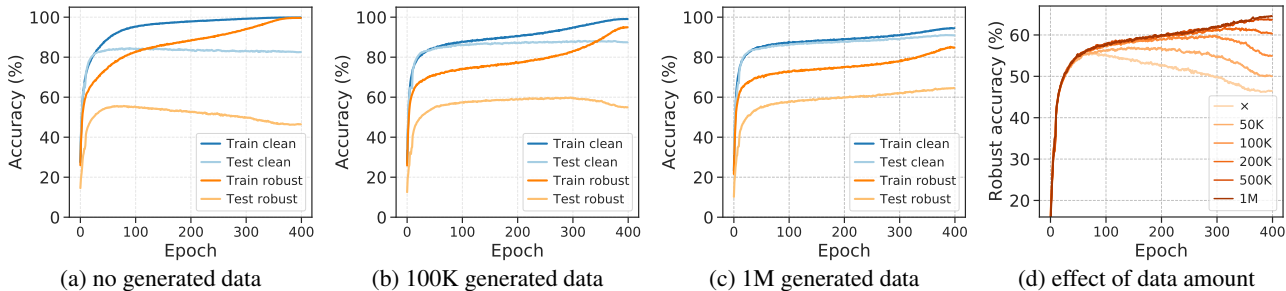 100
80
60
40
20
0
Accuracy (%)
Train clean
Test clean
Train robust
Test robust
0
100
200
300
400
Epoch
(a) no generated data
100
80
60
40
20
0
Accuracy (%)
Train clean
Test clean
Train robust
Test robust
0
100
200
300
400
Epoch
(b) 100K generated data
100
80
60
40
20
0
Accuracy (%)
Train clean
Test clean
Train robust
Test robust
0
100
200
300
400
Epoch
(c) 1M generated data
60
50
40
30
20
Robust accuracy (%)
×
50K
100K
200K
500K
1M
0
100
200
300
400
Epoch
(d) effect of data amount